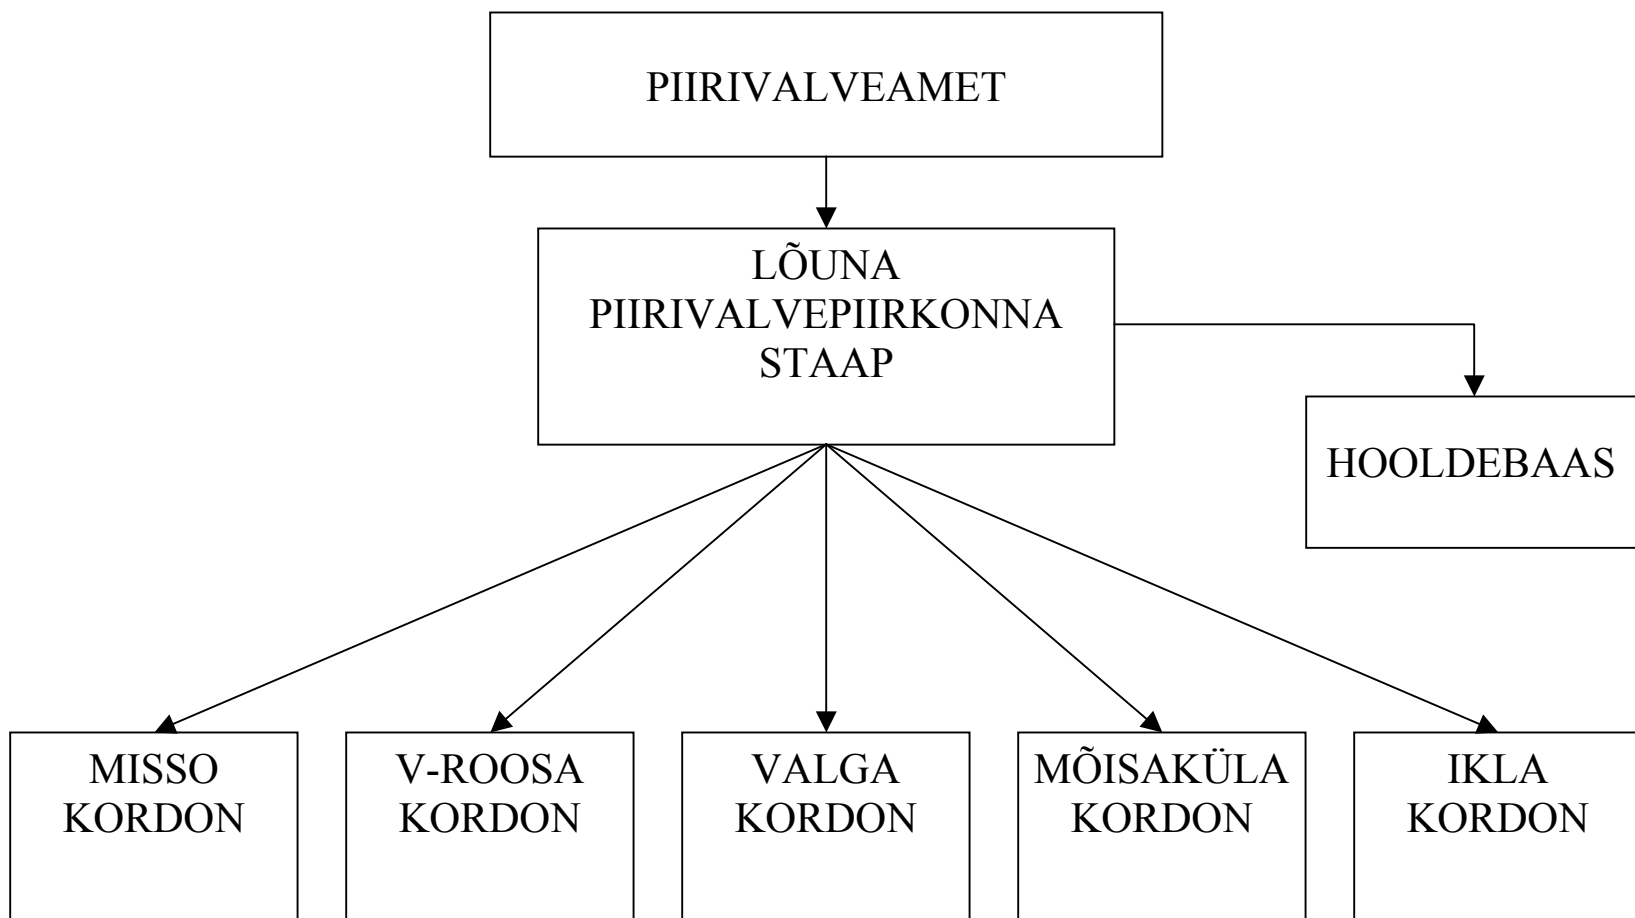 PIIRIVALVEAMET
LÕUNA
PIIRIVALVEPIIRKONNA
STAAP
HOOLDEBAAS
MISSO
KORDON
V-ROOSA
KORDON
VALGA
KORDON
MÕISAKÜLA
KORDON
IKLA
KORDON